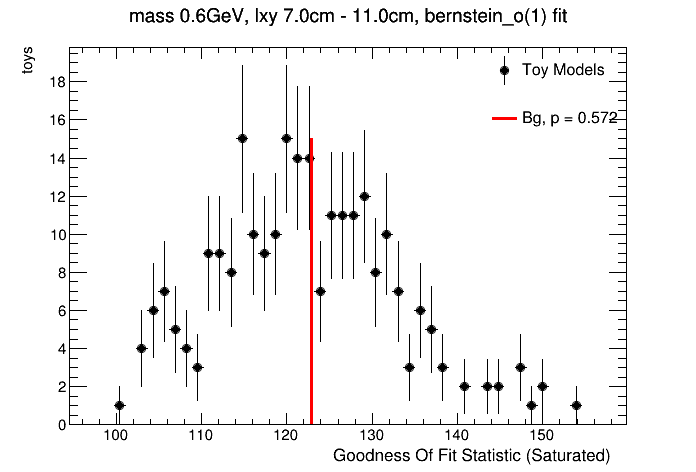 mass 0.6GeV, lxy 7.0cm - 11.0cm, bernstein_o(1) fit
toys
18
16
14
12
10
8
6
4
2
0
Toy Models
Bg, p = 0.572
100 110 120 130 140 150
Goodness Of Fit Statistic (Saturated)